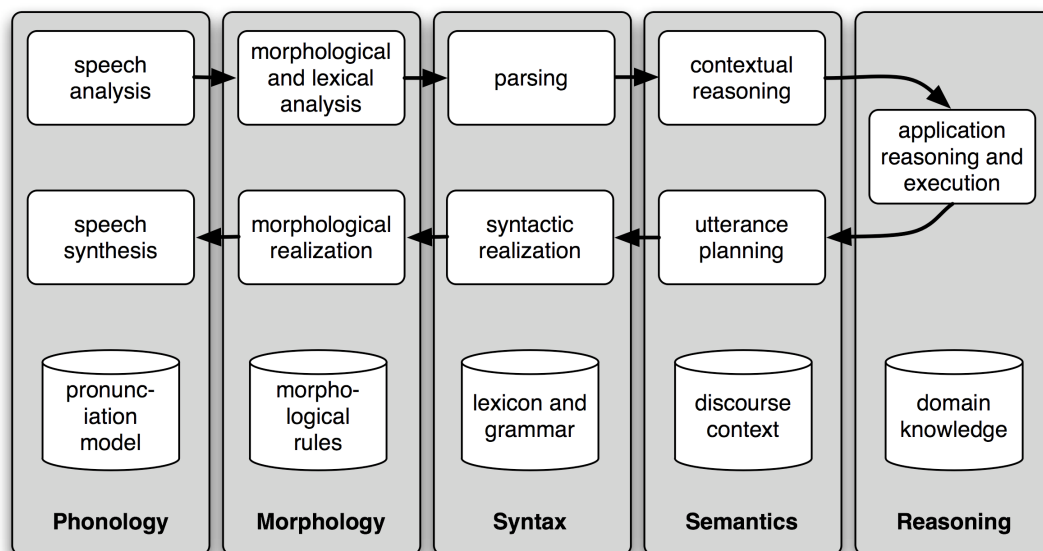 speech
analysis
morphological
and lexical
analysis
parsing
contextual
reasoning
application
reasoning and
execution
speech
synthesis
morphological
realization
syntactic
realization
utterance
planning
pronunc-
iation
model
morpho-
logical
rules
lexicon and
grammar
discourse
context
domain
knowledge
Phonology
Morphology
Syntax
Semantics
Reasoning